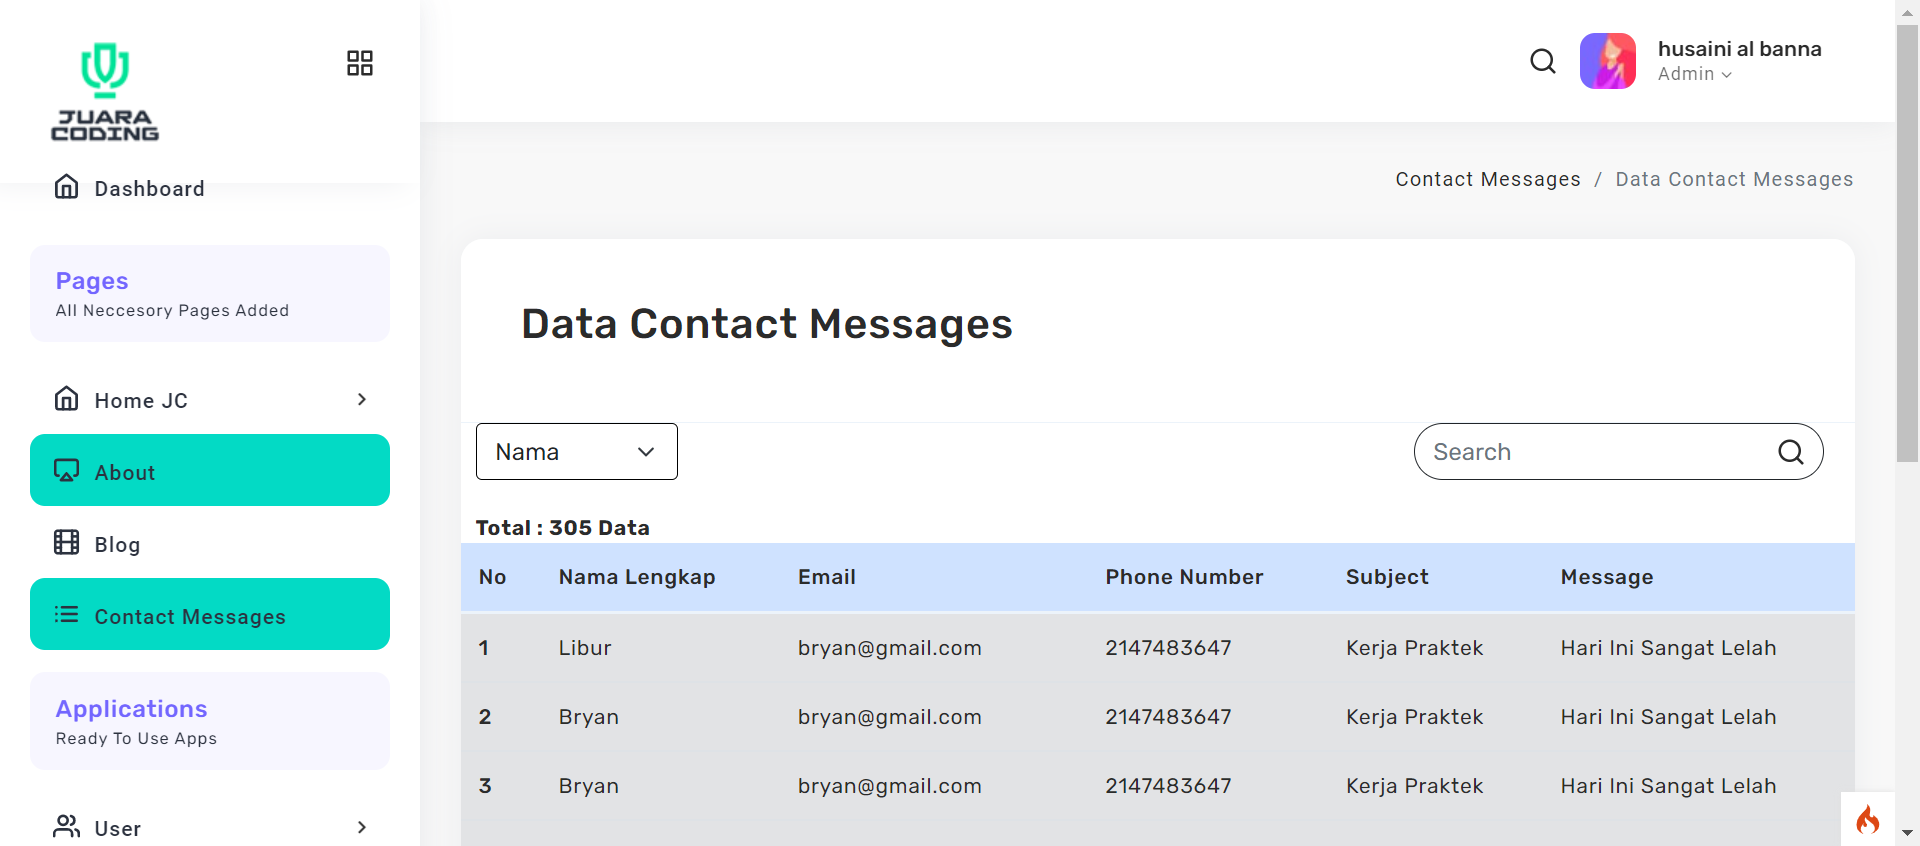 JUARA
CODING
husaini al banna
Admin
Dashboard
Contact Messages / Data Contact Messages
Pages
All Neccesory Pages Added
Data Contact Messages
Home JC
Nama
Search
About
Total : 305 Data
Blog
No Nama Lengkap Email Phone Number Subject Message
Contact Messages
1 Libur bryan@gmail.com 2147483647 Kerja Praktek Hari Ini Sangat Lelah
Applications
Ready To Use Apps
2 Bryan bryan@gmail.com 2147483647 Kerja Praktek Hari Ini Sangat Lelah
3 Bryan bryan@gmail.com 2147483647 Kerja Praktek Hari Ini Sangat Lelah
User